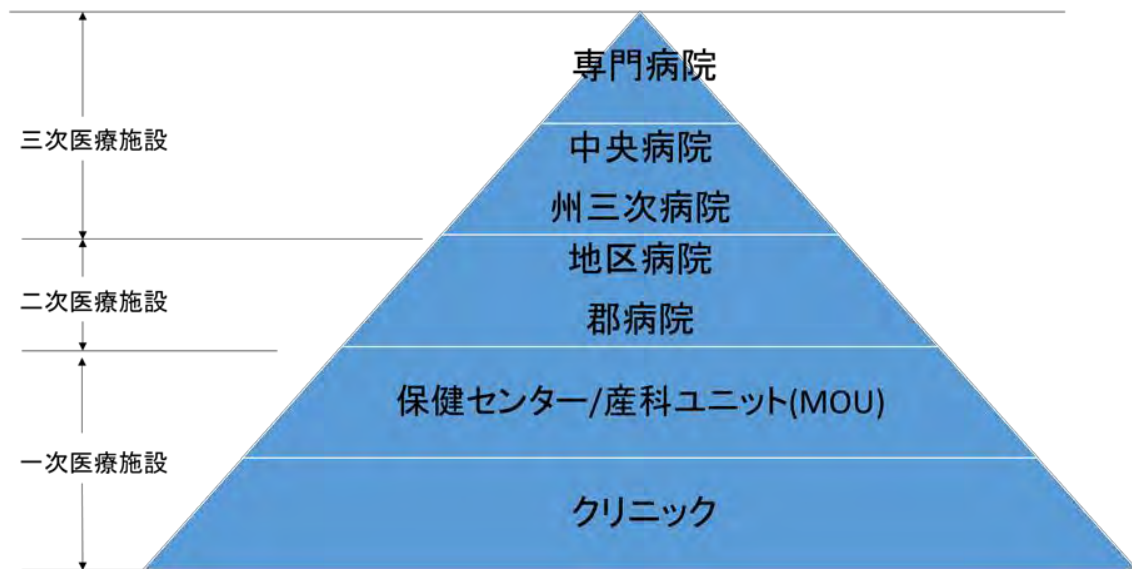 専門病院
三次医療施設
中央病院
州三次病院
地区病院
二次医療施設
郡病院
保健センター/産科ユニット(MOU)
一次医療施設
クリニック